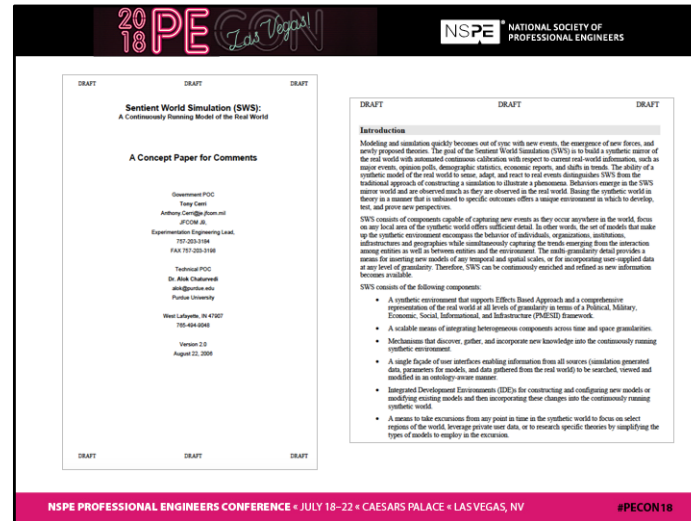 2018 PECON Las Vegas!
NSPE NATIONAL SOCIETY OF
PROFESSIONAL ENGINEERS
DRAFT DRAFT DRAFT
Sentient World Simulation (SWS):
A Continuously Running Model of the Real World
A Concept Paper for Comments
Government POC
Tony Cerri
Anthony.Cerri@je.jfcom.mil
JFCOM J9,
Experimentation Engineering Lead,
757-203-3194
FAX 757-203-3198
Technical POC
Dr. Alok Chaturvedi
alok@purdue.edu
Purdue University
West Lafayette, IN 47907
765-494-9048
Version 2.0
August 22, 2006
DRAFT DRAFT DRAFT
DRAFT DRAFT DRAFT
Introduction
Modeling and simulation quickly becomes out of sync with new events, the emergence of new forces, and
newly proposed theories. The goal of the Sentient World Simulation (SWS) is to build a synthetic mirror of
the real world with automated continuous calibration with respect to current real-world information, such as
major events, opinion polls, demographic statistics, economic reports, and shifts in trends. The ability of a
synthetic model of the real world to sense, adapt, and react to real events distinguishes SWS from the
traditional approach of constructing a simulation to illustrate a phenomena. Behaviors emerge in the SWS
mirror world and are observed much as they are observed in the real world. Basing the synthetic world in
theory in a manner that is unbiased to specific outcomes offers a unique environment in which to develop,
test, and prove new perspectives.
SWS consists of components capable of capturing new events as they occur anywhere in the world, focus
on any local area of the synthetic world offers sufficient detail. In other words, the set of models that make
up the synthetic environment encompass the behavior of individuals, organizations, institutions,
infrastructures and geographies while simultaneously capturing the trends emerging from the interaction
among entities as well as between entities and the environment. The multi-granularity detail provides a
means for inserting new models of any temporal and spatial scales, or for incorporating user-supplied data
at any level of granularity. Therefore, SWS can be continuously enriched and refined as new information
becomes available.
SWS consists of the following components:
• A synthetic environment that supports Effects Based Approach and a comprehensive
representation of the real world at all levels of granularity in terms of a Political, Military,
Economic, Social, Informational, and Infrastructure (PMESII) framework.
• A scalable means of integrating heterogeneous components across time and space granularities.
• Mechanisms that discover, gather, and incorporate new knowledge into the continuously running
synthetic environment.
• A single façade of user interfaces enabling information from all sources (simulation generated
data, parameters for models, and data gathered from the real world) to be searched, viewed and
modified in an ontology-aware manner.
• Integrated Development Environments (IDE)s for constructing and configuring new models or
modifying existing models and then incorporating these changes into the continuously running
synthetic world.
• A means to take excursions from any point in time in the synthetic world to focus on select
regions of the world, leverage private user data, or to research specific theories by simplifying the
types of models to employ in the excursion.
NSPE PROFESSIONAL ENGINEERS CONFERENCE « JULY 18–22 « CAESARS PALACE « LAS VEGAS, NV #PECON18